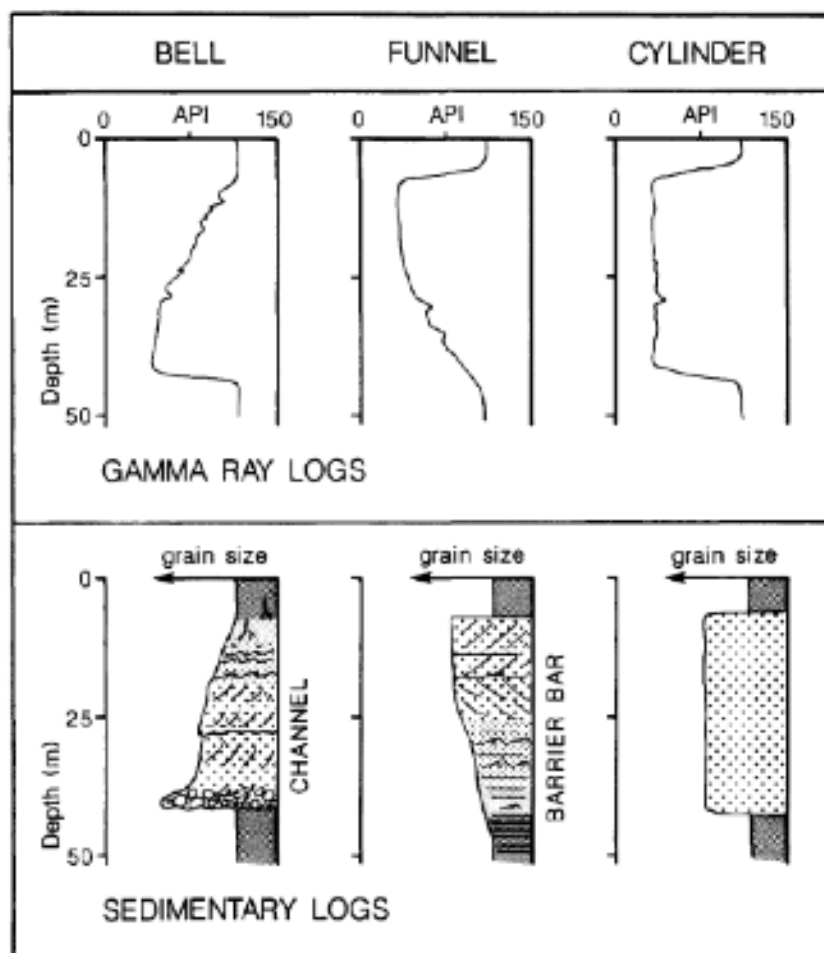 BELL FUNNEL CYLINDER
0 API 150 0 API 150 0 API 150
0
25
Depth (m)
50
GAMMA RAY LOGS
grain size grain size grain size
0
25
CHANNEL
BARRIER BAR
Depth (m)
50
SEDIMENTARY LOGS